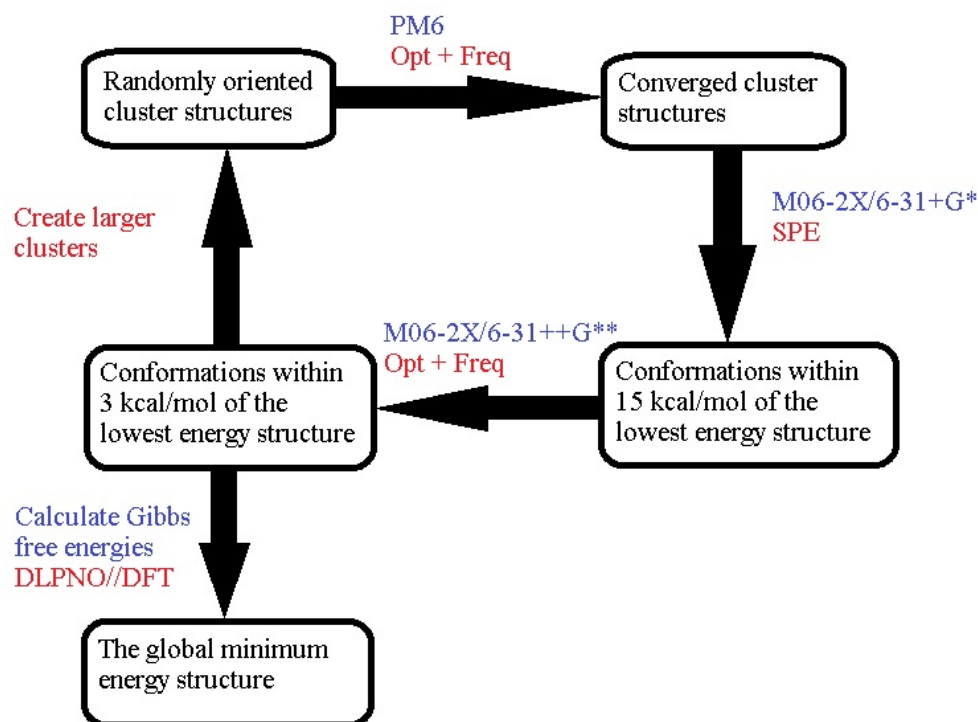 PM6
Opt + Freq
Randomly oriented
cluster structures
Converged cluster
structures
M06-2X/6-31+G*
SPE
Create larger
clusters
M06-2X/6-31++G**
Opt + Freq
Conformations within
3 kcal/mol of the
lowest energy structure
Conformations within
15 kcal/mol of the
lowest energy structure
Calculate Gibbs
free energies
DLPNO//DFT
The global minimum
energy structure